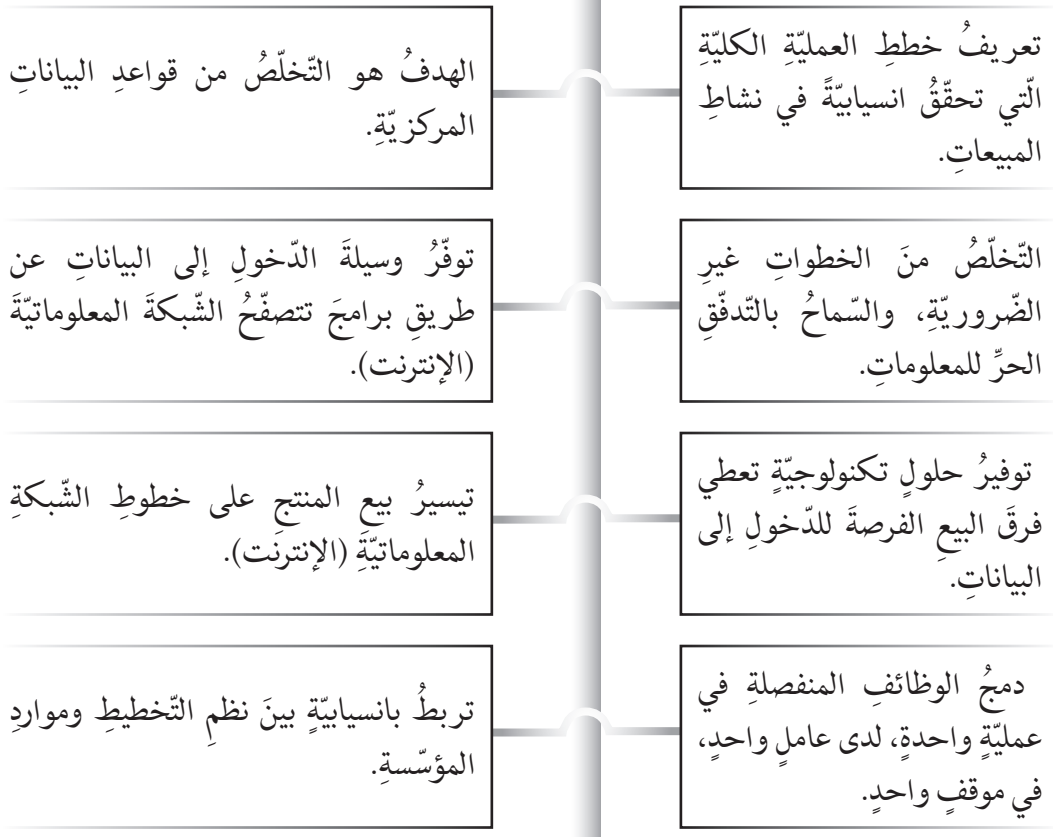 تعريفُ خططِ العمليّةِ الكليّةِ
الّتي تحقّقُ انسيابيّةً في نشاطِ
المبيعاتِ.
الهدفُ هو التّخلّصُ من قواعدِ البياناتِ
المركزيّةِ.
التّخلّصُ منَ الخطواتِ غيرِ
الضّروريّةِ، والسّماحُ بالتّدفّقِ
الحرِّ للمعلوماتِ.
توفّرُ وسيلةَ الدّخولِ إلى البياناتِ عن
طريقِ برامجَ تتصفّحُ الشّبكةَ المعلوماتيّةَ
(الإنترنت).
توفيرُ حلولٍ تكنولوجيّةٍ تعطي
فرقَ البيعِ الفرصةَ للدّخولِ إلى
البياناتِ.
تيسيرُ بيعِ المنتجِ على خطوطِ الشّبكةِ
المعلوماتيّةَِ (الإنترنت).
دمجُ الوظائفِ المنفصلةِ في
عمليّةٍ واحدةٍ، لدى عاملٍ واحدٍ،
في موقفٍ واحدٍ.
تربطُ بانسيابيّةٍ بينَ نظمِ التّخطيطِ ومواردِ
المؤسّسةِ.